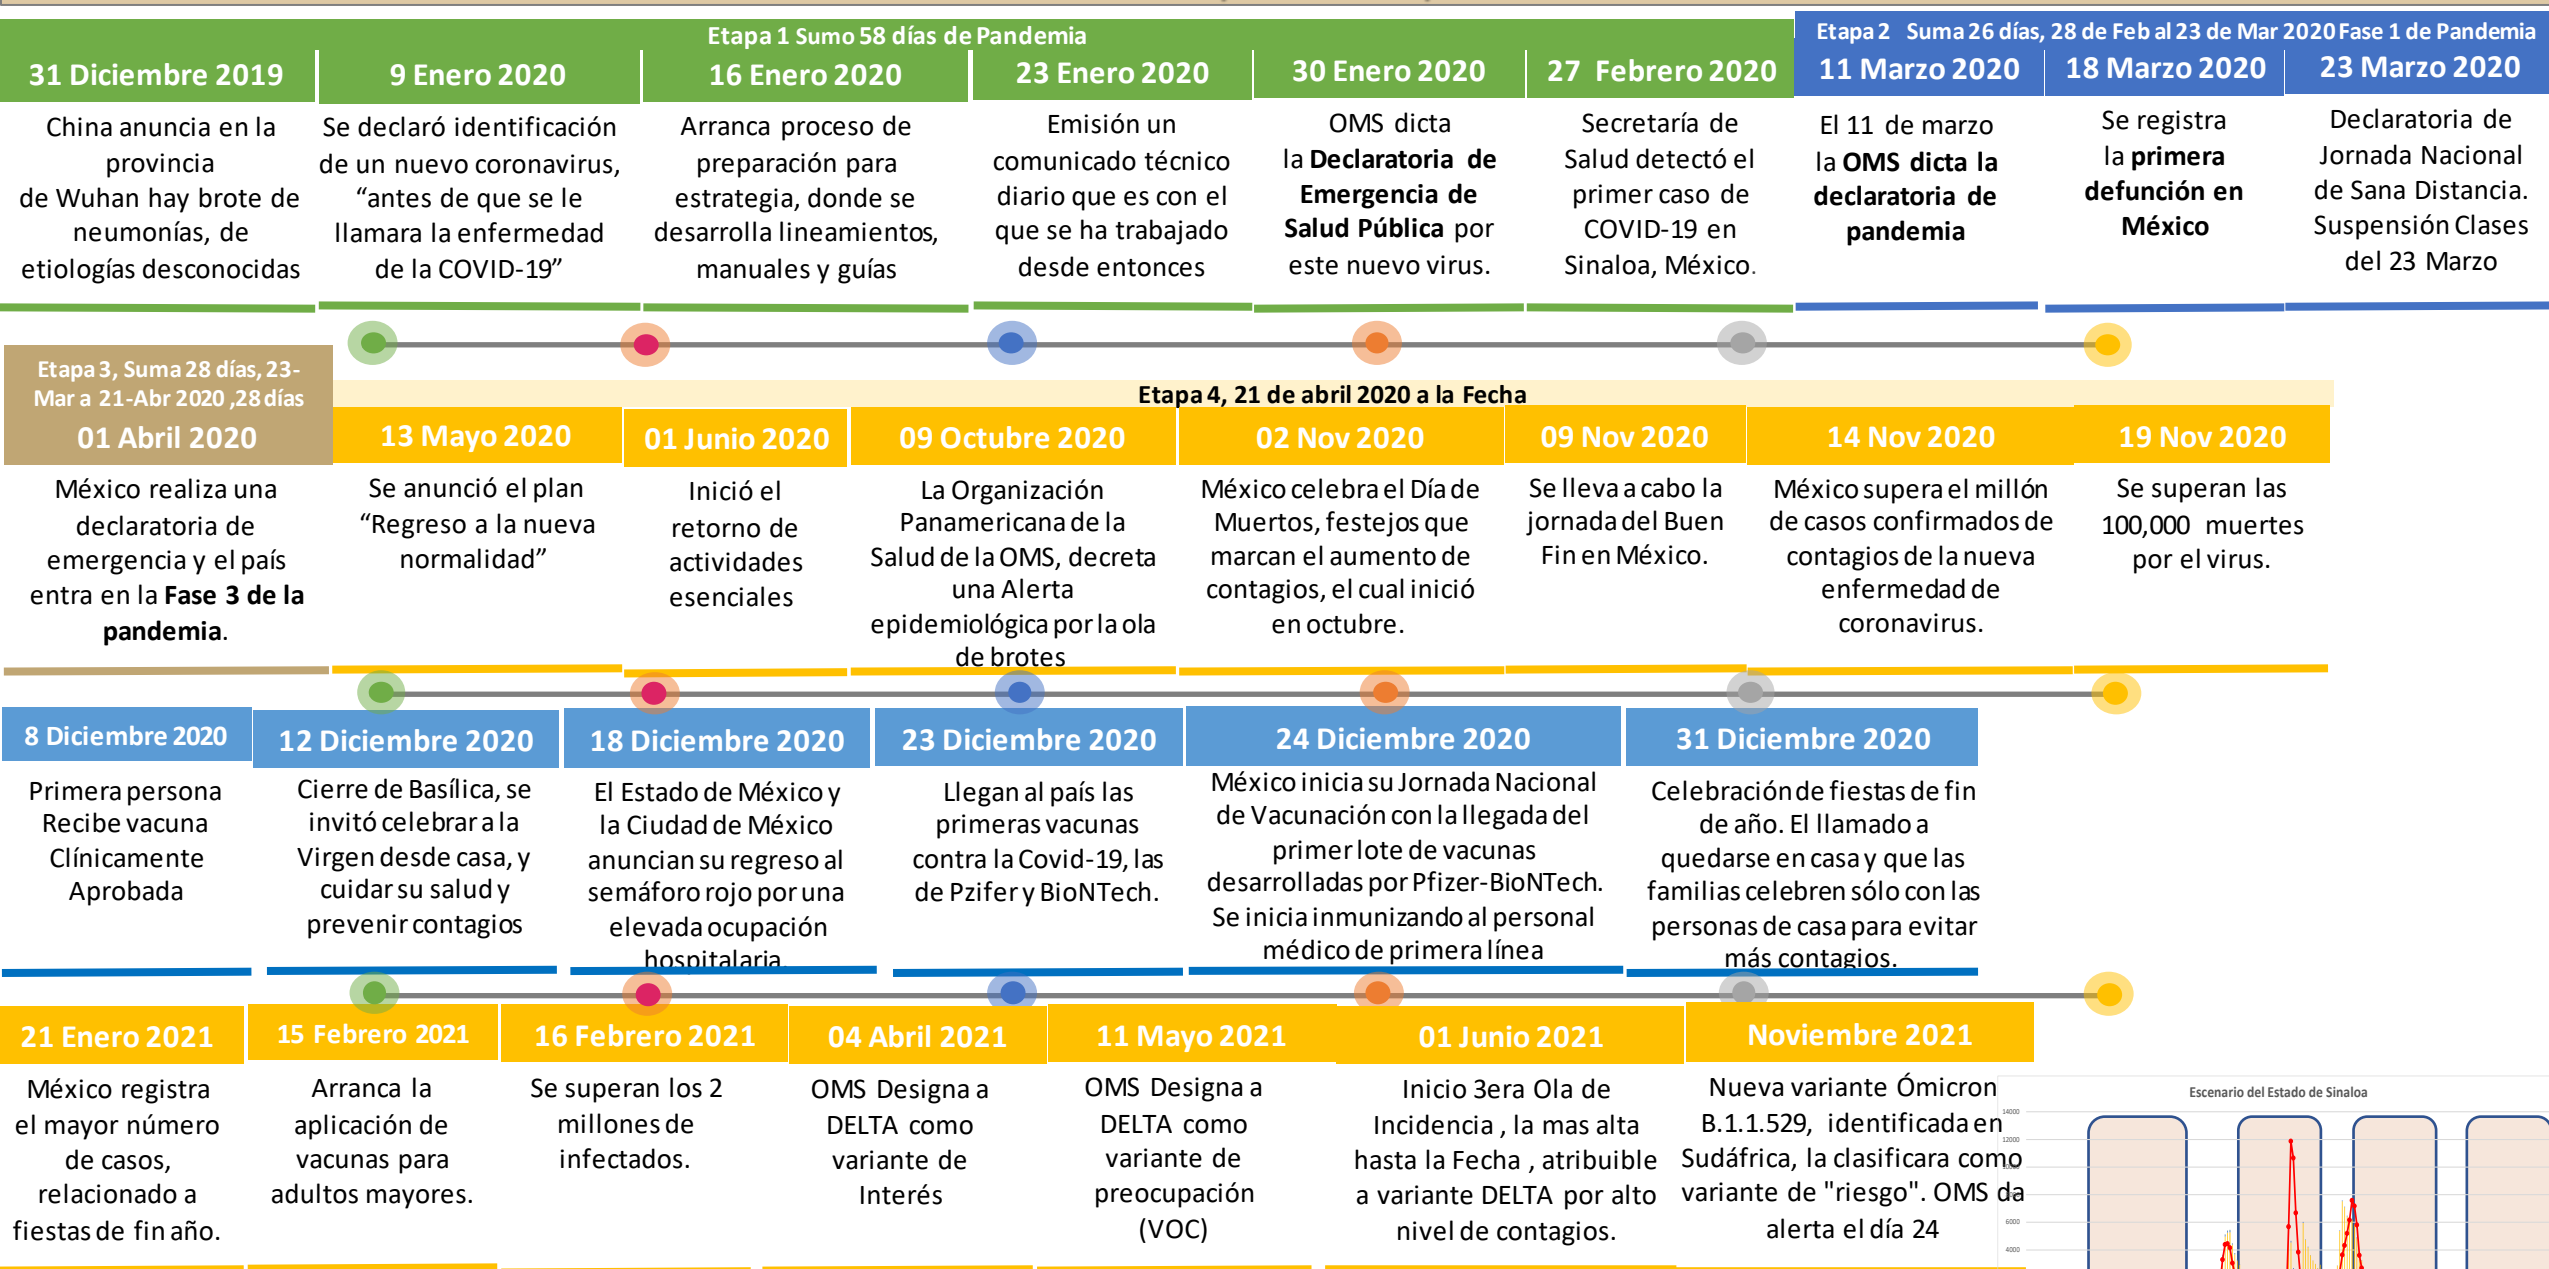 Etapa 1 Sumo 58 días de Pandemia
Etapa 2 Suma 26 días, 28 de Feb al 23 de Mar 2020 Fase 1 de Pandemia
31 Diciembre 2019
China anuncia en la
provincia
de Wuhan hay brote de
neumonías, de
etiologías desconocidas
9 Enero 2020
Se declaró identificación
de un nuevo coronavirus,
“antes de que se le
llamara la enfermedad
de la COVID-19”
16 Enero 2020
Arranca proceso de
preparación para
estrategia, donde se
desarrolla lineamientos,
manuales y guías
23 Enero 2020
Emisión un
comunicado técnico
diario que es con el
que se ha trabajado
desde entonces
30 Enero 2020
OMS dicta
la Declaratoria de
Emergencia de
Salud Pública por
este nuevo virus.
27 Febrero 2020
Secretaría de
Salud detectó el
primer caso de
COVID-19 en
Sinaloa, México.
11 Marzo 2020
El 11 de marzo
la OMS dicta la
declaratoria de
pandemia
18 Marzo 2020
Se registra
la primera
defunción en
México
23 Marzo 2020
Declaratoria de
Jornada Nacional
de Sana Distancia.
Suspensión Clases
del 23 Marzo
Etapa 3, Suma 28 días, 23-
Mar a 21-Abr 2020 ,28 días
01 Abril 2020
México realiza una
declaratoria de
emergencia y el país
entra en la Fase 3 de la
pandemia.
Etapa 4, 21 de abril 2020 a la Fecha
13 Mayo 2020
Se anunció el plan
“Regreso a la nueva
normalidad”
01 Junio 2020
Inició el
retorno de
actividades
esenciales
09 Octubre 2020
La Organización
Panamericana de la
Salud de la OMS, decreta
una Alerta
epidemiológica por la ola
de brotes
02 Nov 2020
México celebra el Día de
Muertos, festejos que
marcan el aumento de
contagios, el cual inició
en octubre.
09 Nov 2020
Se lleva a cabo la
jornada del Buen
Fin en México.
14 Nov 2020
México supera el millón
de casos confirmados de
contagios de la nueva
enfermedad de
coronavirus.
19 Nov 2020
Se superan las
100,000 muertes
por el virus.
8 Diciembre 2020
Primera persona
Recibe vacuna
Clínicamente
Aprobada
12 Diciembre 2020
Cierre de Basílica, se
invitó celebrar a la
Virgen desde casa, y
cuidar su salud y
prevenir contagios
18 Diciembre 2020
El Estado de México y
la Ciudad de México
anuncian su regreso al
semáforo rojo por una
elevada ocupación
hospitalaria.
23 Diciembre 2020
Llegan al país las
primeras vacunas
contra la Covid-19, las
de Pzifer y BioNTech.
24 Diciembre 2020
México inicia su Jornada Nacional
de Vacunación con la llegada del
primer lote de vacunas
desarrolladas por Pfizer-BioNTech.
Se inicia inmunizando al personal
médico de primera línea
31 Diciembre 2020
Celebración de fiestas de fin
de año. El llamado a
quedarse en casa y que las
familias celebren sólo con las
personas de casa para evitar
más contagios.
21 Enero 2021
México registra
el mayor número
de casos,
relacionado a
fiestas de fin año.
15 Febrero 2021
Arranca la
aplicación de
vacunas para
adultos mayores.
16 Febrero 2021
Se superan los 2
millones de
infectados.
04 Abril 2021
OMS Designa a
DELTA como
variante de
Interés
11 Mayo 2021
OMS Designa a
DELTA como
variante de
preocupación
(VOC)
01 Junio 2021
Inicio 3era Ola de
Incidencia , la mas alta
hasta la Fecha , atribuible
a variante DELTA por alto
nivel de contagios.
Noviembre 2021
Nueva variante Ómicron
B.1.1.529, identificada en
Sudáfrica, la clasificara como
variante de "riesgo". OMS da
alerta el día 24
Escenario del Estado de Sinaloa
14000
12000
6000
4000